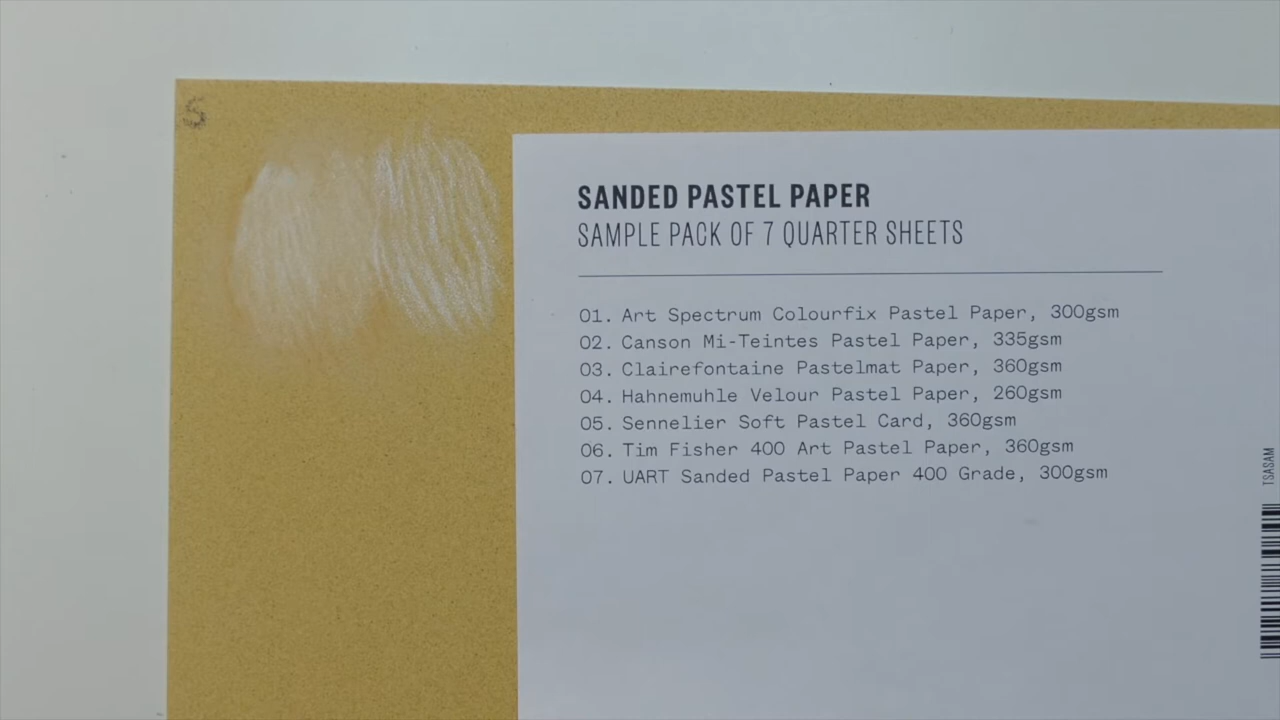 5
SANDED PASTEL PAPER
SAMPLE PACK OF 7 QUARTER SHEETS
01. Art Spectrum Colourfix Pastel Paper, 300gsm
02. Canson Mi-Teintes Pastel Paper, 335gsm
03. Clairefontaine Pastelmat Paper, 360gsm
04. Hahnemuhle Velour Pastel Paper, 260gsm
05. Sennelier Soft Pastel Card, 360gsm
06. Tim Fisher 400 Art Pastel Paper, 360gsm
07. UART Sanded Pastel Paper 400 Grade, 300gsm
TSASAM